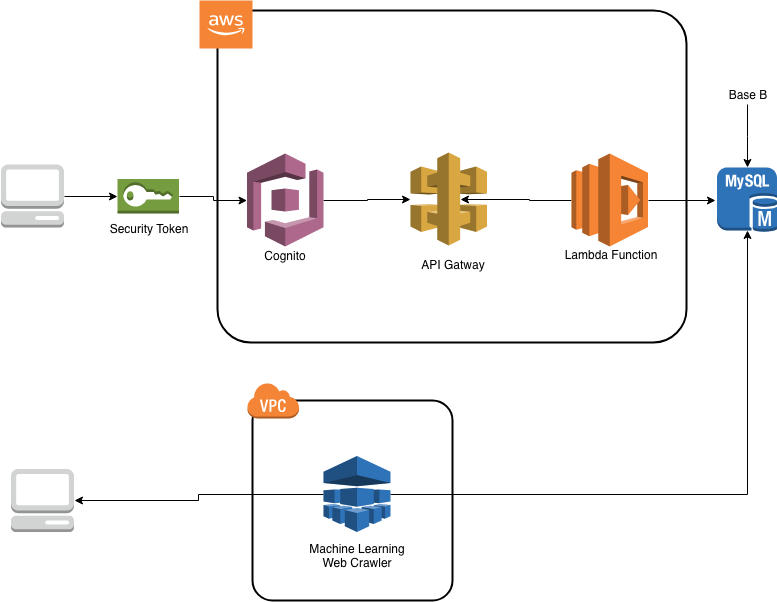 aws
Base B
MySQL
M
Security Token
Cognito
API Gatway
Lambda Function
VPC
Machine Learning
Web Crawler